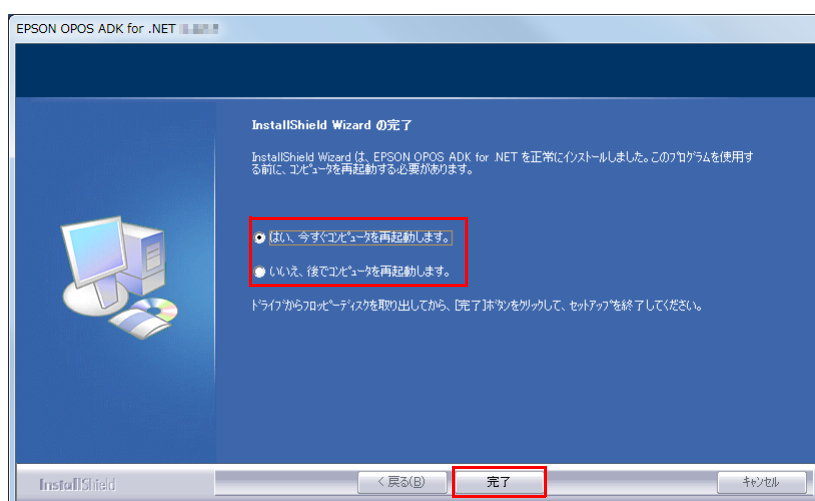 EPSON OPOS ADK for .NET
InstallShield Wizard の完了
InstallShield Wizard は、EPSON OPOS ADK for .NET を正常にインストールしました。このプログラムを使用す
る前に、コンピュータを再起動する必要があります。
はい、今すぐコンピュータを再起動します。
いいえ、後でコンピュータを再起動します。
ドライブからフロッピーディスクを取り出してから、[完了]ボタンをクリックして、セットアップを終了してください。
InstallShield
< 戻る(B)
完了
キャンセル